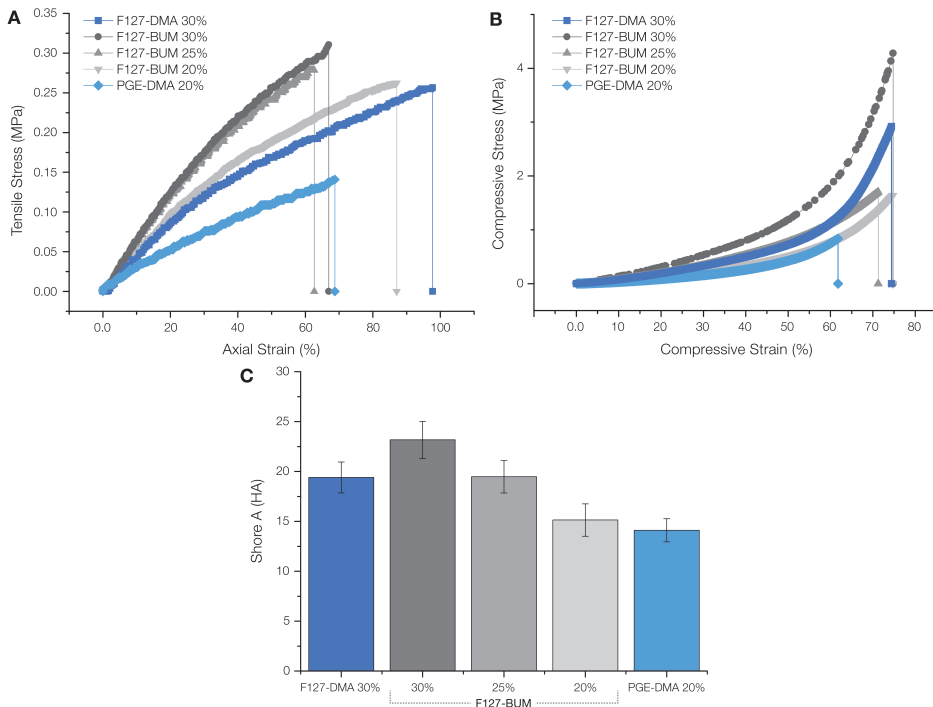 A
F127-DMA 30%
F127-BUM 30%
F127-BUM 25%
F127-BUM 20%
PGE-DMA 20%
Tensile Stress (MPa)
0.35
0.30
0.25
0.20
0.15
0.10
0.05
0.00
0.0 20 40 60 80 100
Axial Strain (%)
B
F127-DMA 30%
F127-BUM 30%
F127-BUM 25%
F127-BUM 20%
PGE-DMA 20%
Compressive Stress (MPa)
4
2
0
0.0 10 20 30 40 50 60 70 80
Compressive Strain (%)
C
Shore A (HA)
30
25
20
15
10
5
0
F127-DMA 30% 30% 25% 20% PGE-DMA 20%
F127-BUM